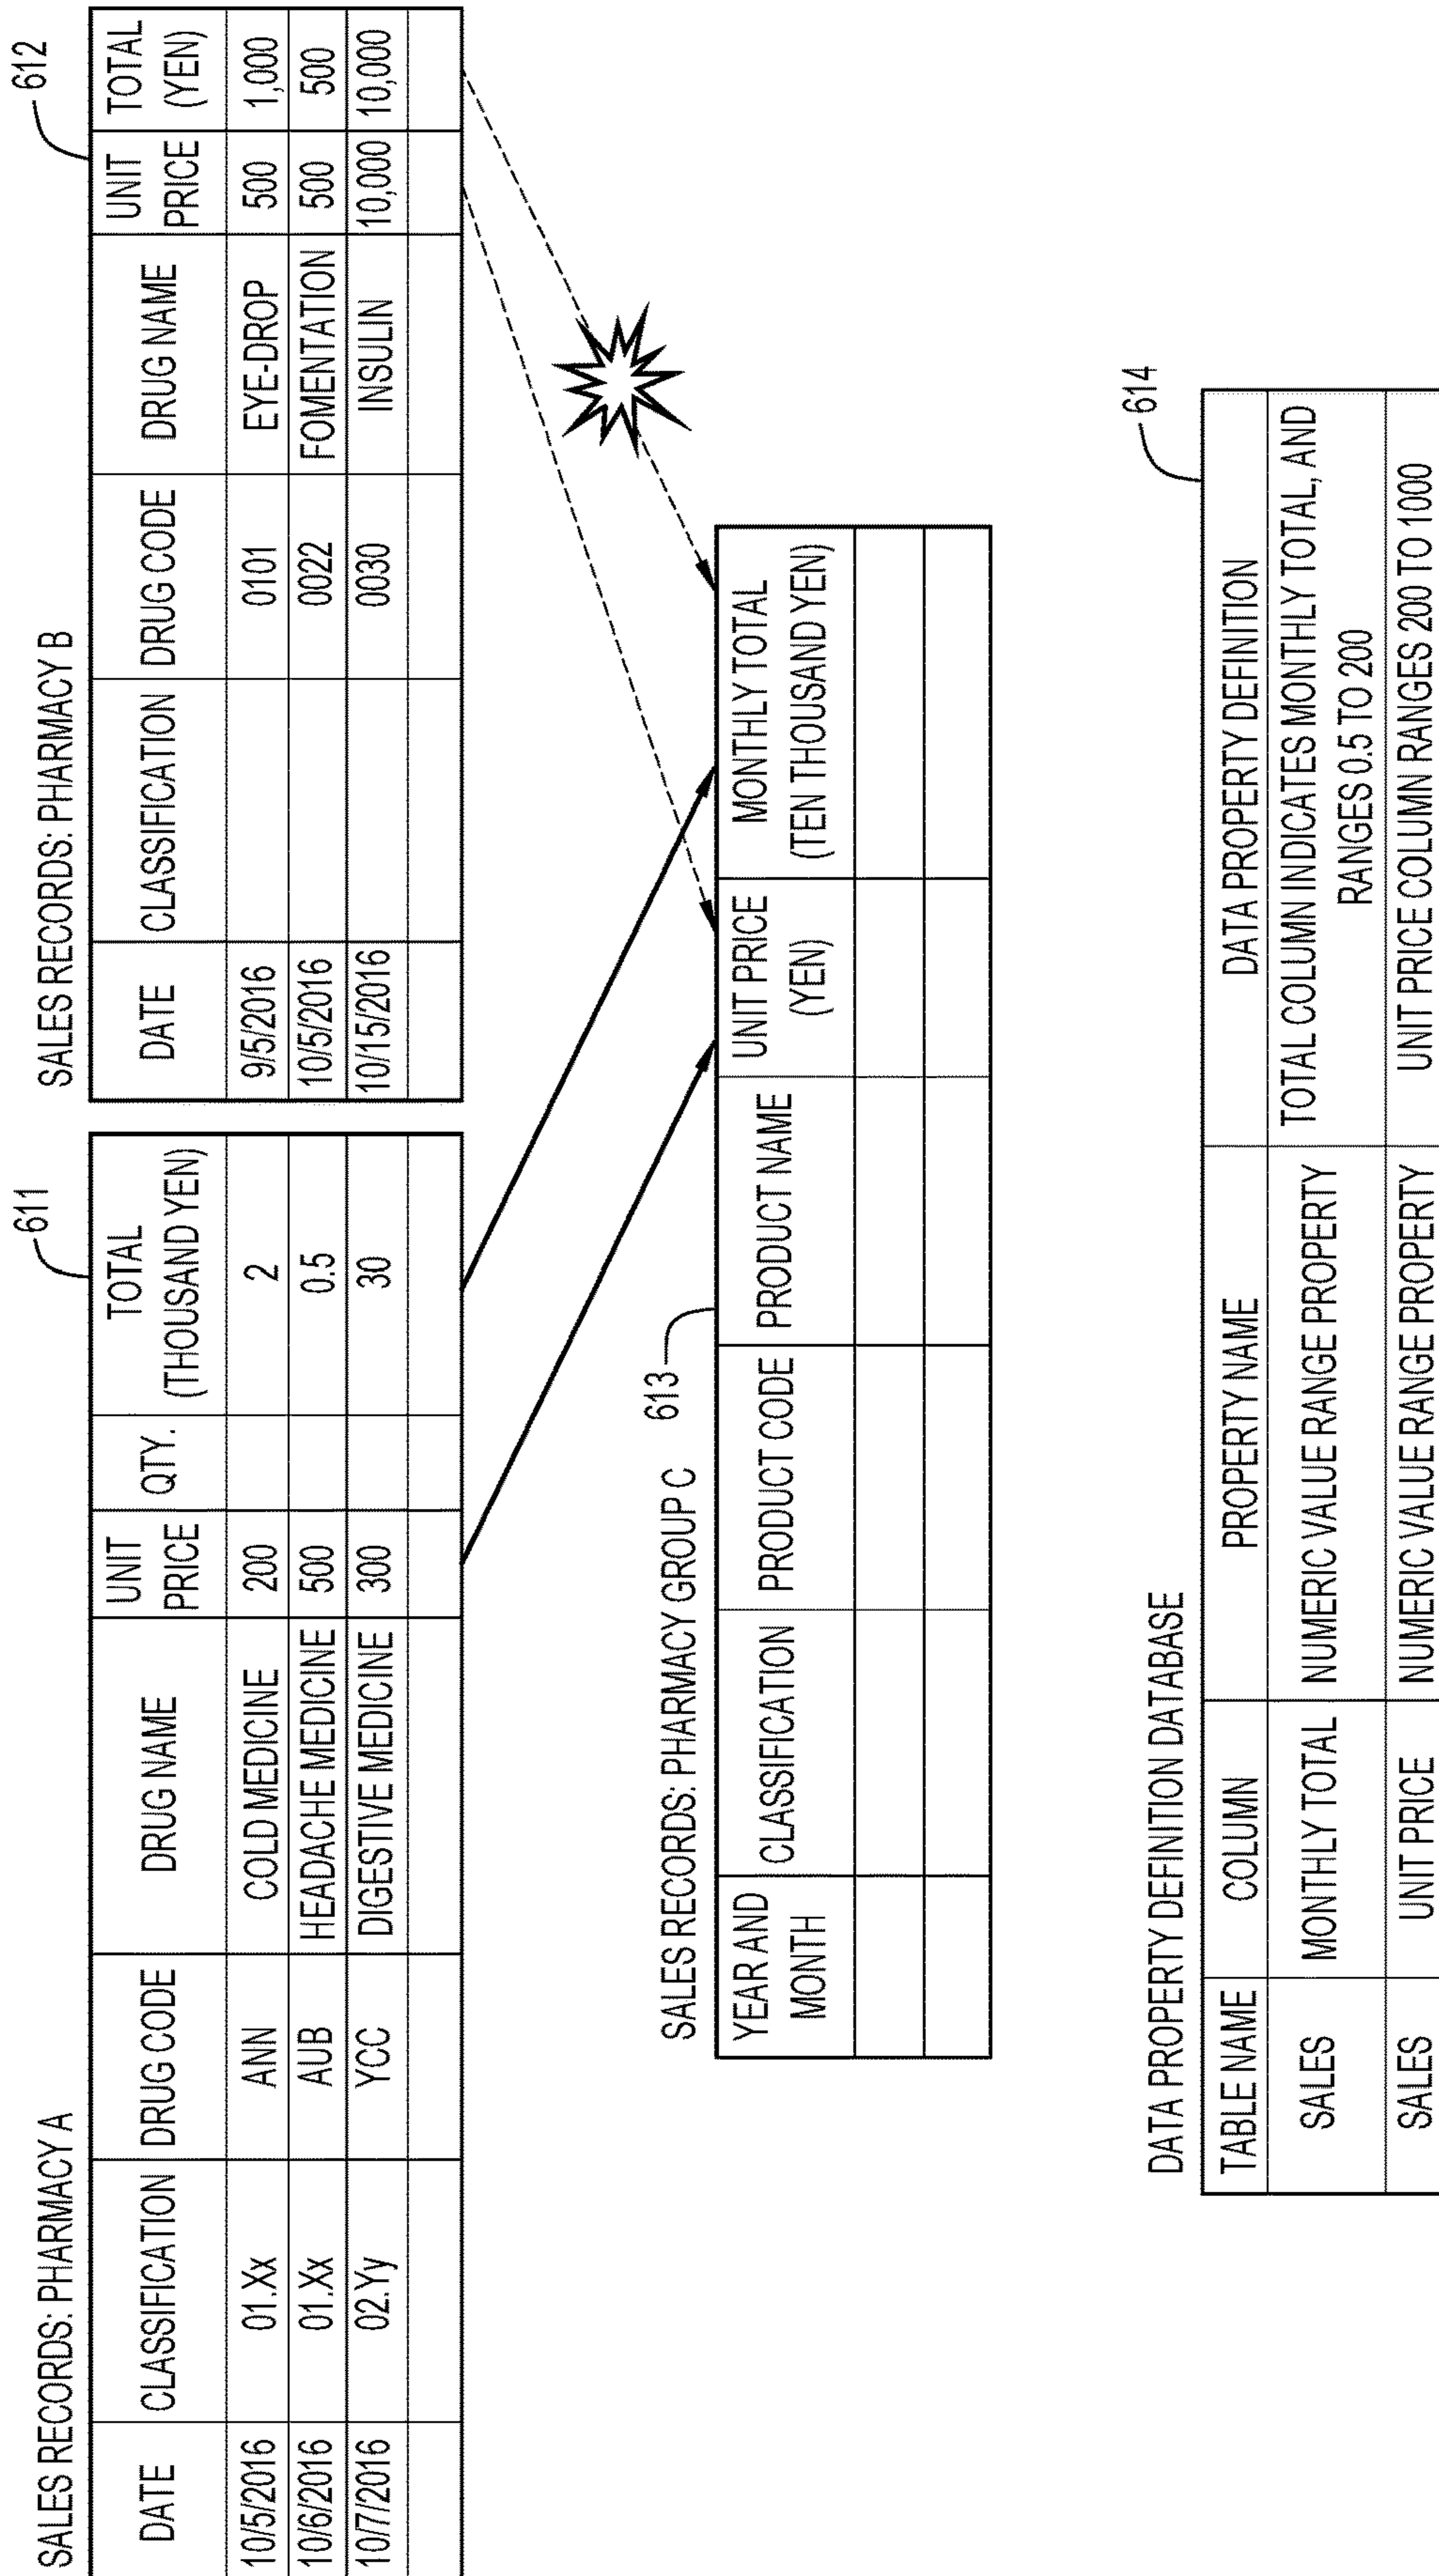 SALES RECORDS: PHARMACY A
611
DATE CLASSIFICATION DRUG CODE DRUG NAME UNIT PRICE QTY. TOTAL (THOUSAND YEN)
10/5/2016 01.Xx ANN COLD MEDICINE 200 2
10/6/2016 01.Xx AUB HEADACHE MEDICINE 500 0.5
10/7/2016 02.Yy YCC DIGESTIVE MEDICINE 300 30
SALES RECORDS: PHARMACY B
612
DATE CLASSIFICATION DRUG CODE DRUG NAME UNIT PRICE TOTAL (YEN)
9/5/2016 0101 EYE-DROP 500 1,000
10/5/2016 0022 FOMENTATION 500 500
10/15/2016 0030 INSULIN 10,000 10,000
SALES RECORDS: PHARMACY GROUP C
613
YEAR AND MONTH CLASSIFICATION PRODUCT CODE PRODUCT NAME UNIT PRICE (YEN) MONTHLY TOTAL (TEN THOUSAND YEN)
DATA PROPERTY DEFINITION DATABASE
614
TABLE NAME COLUMN PROPERTY NAME DATA PROPERTY DEFINITION
SALES MONTHLY TOTAL NUMERIC VALUE RANGE PROPERTY TOTAL COLUMN INDICATES MONTHLY TOTAL, AND RANGES 0.5 TO 200
SALES UNIT PRICE NUMERIC VALUE RANGE PROPERTY UNIT PRICE COLUMN RANGES 200 TO 1000